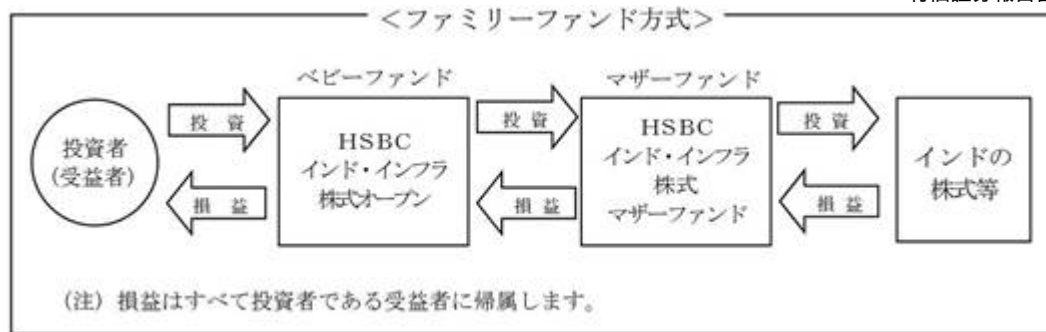 ＜ファミリーファンド方式＞
ベビーファンド
マザーファンド
投資者
(受益者)
投 資
損 益
HSBC
インド・インフラ
株式オープン
投 資
損 益
HSBC
インド・インフラ
株式
マザーファンド
投 資
損 益
インドの
株式等
(注) 損益はすべて投資者である受益者に帰属します。